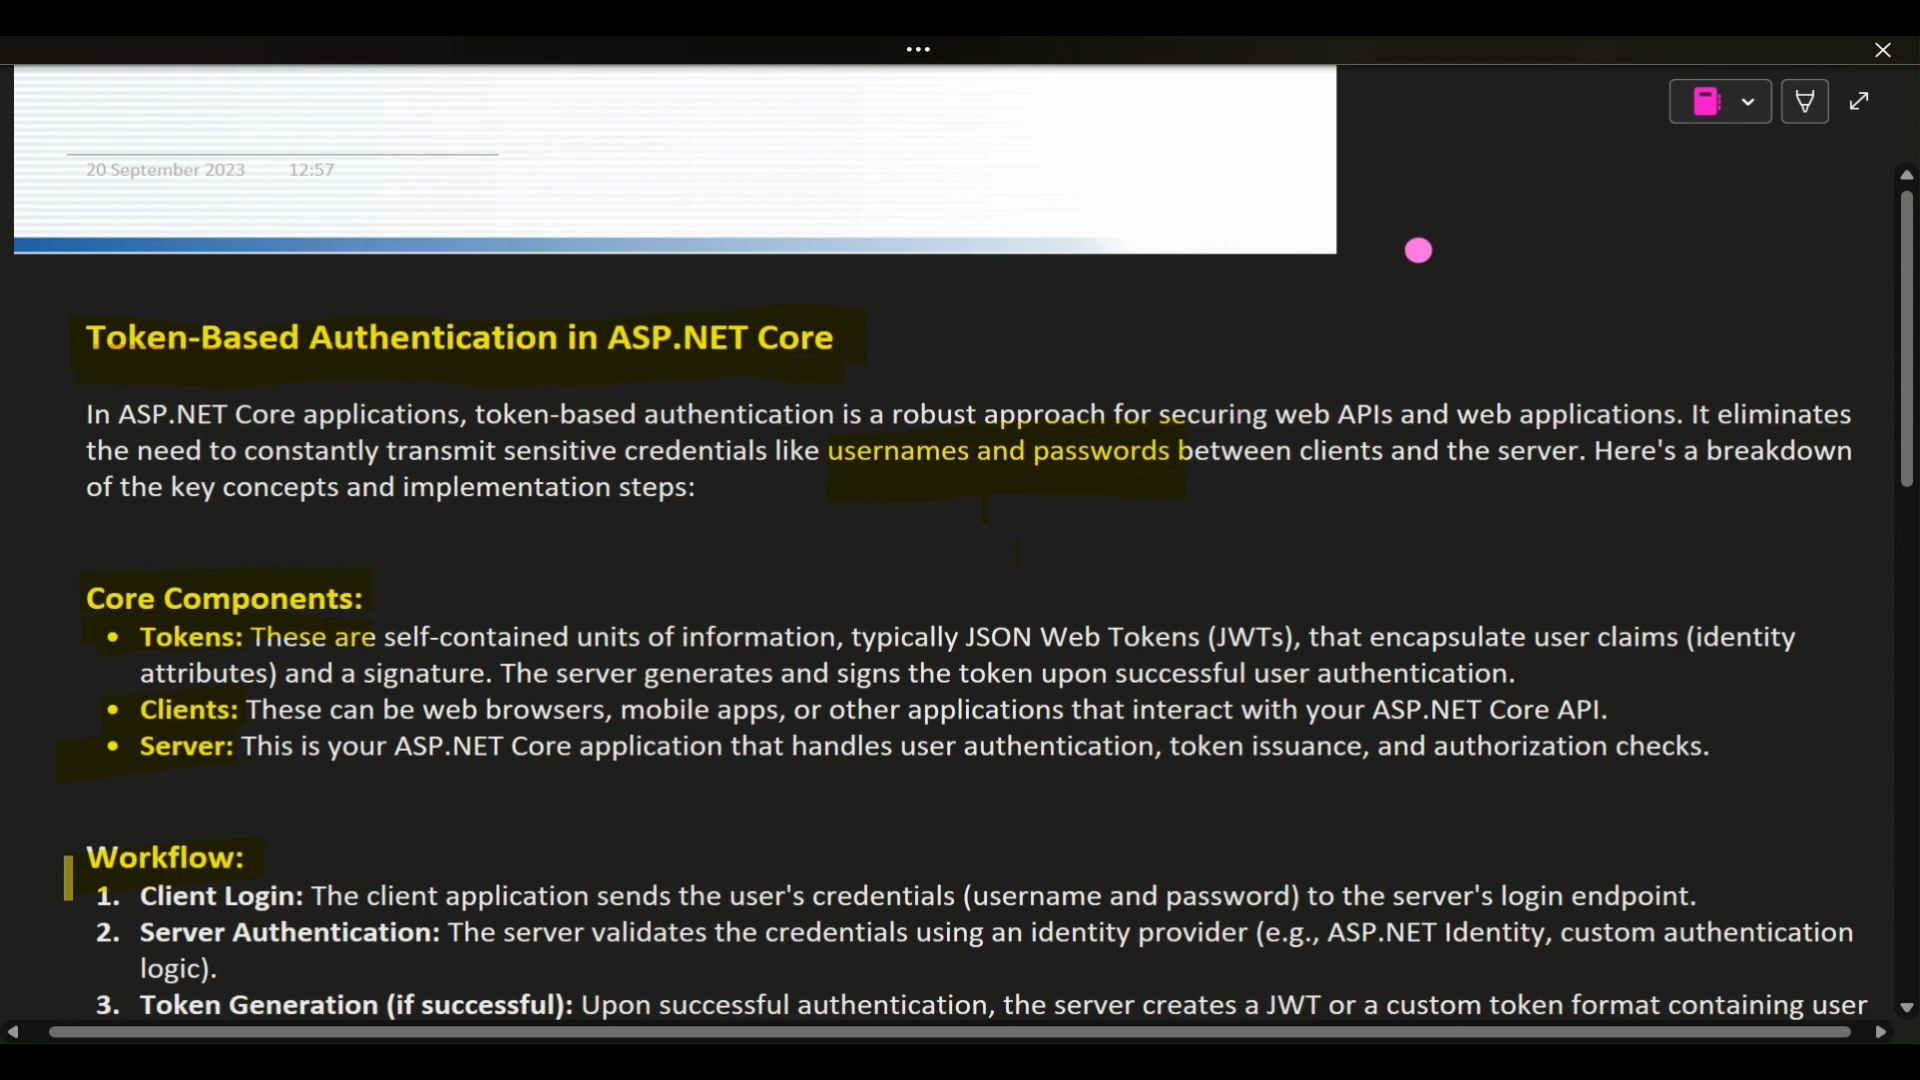 20 September 2023 12:57
Token-Based Authentication in ASP.NET Core
In ASP.NET Core applications, token-based authentication is a robust approach for securing web APIs and web applications. It eliminates
the need to constantly transmit sensitive credentials like usernames and passwords between clients and the server. Here's a breakdown
of the key concepts and implementation steps:
Core Components:
• Tokens: These are self-contained units of information, typically JSON Web Tokens (JWTs), that encapsulate user claims (identity
attributes) and a signature. The server generates and signs the token upon successful user authentication.
• Clients: These can be web browsers, mobile apps, or other applications that interact with your ASP.NET Core API.
• Server: This is your ASP.NET Core application that handles user authentication, token issuance, and authorization checks.
Workflow:
1. Client Login: The client application sends the user's credentials (username and password) to the server's login endpoint.
2. Server Authentication: The server validates the credentials using an identity provider (e.g., ASP.NET Identity, custom authentication
logic).
3. Token Generation (if successful): Upon successful authentication, the server creates a JWT or a custom token format containing user